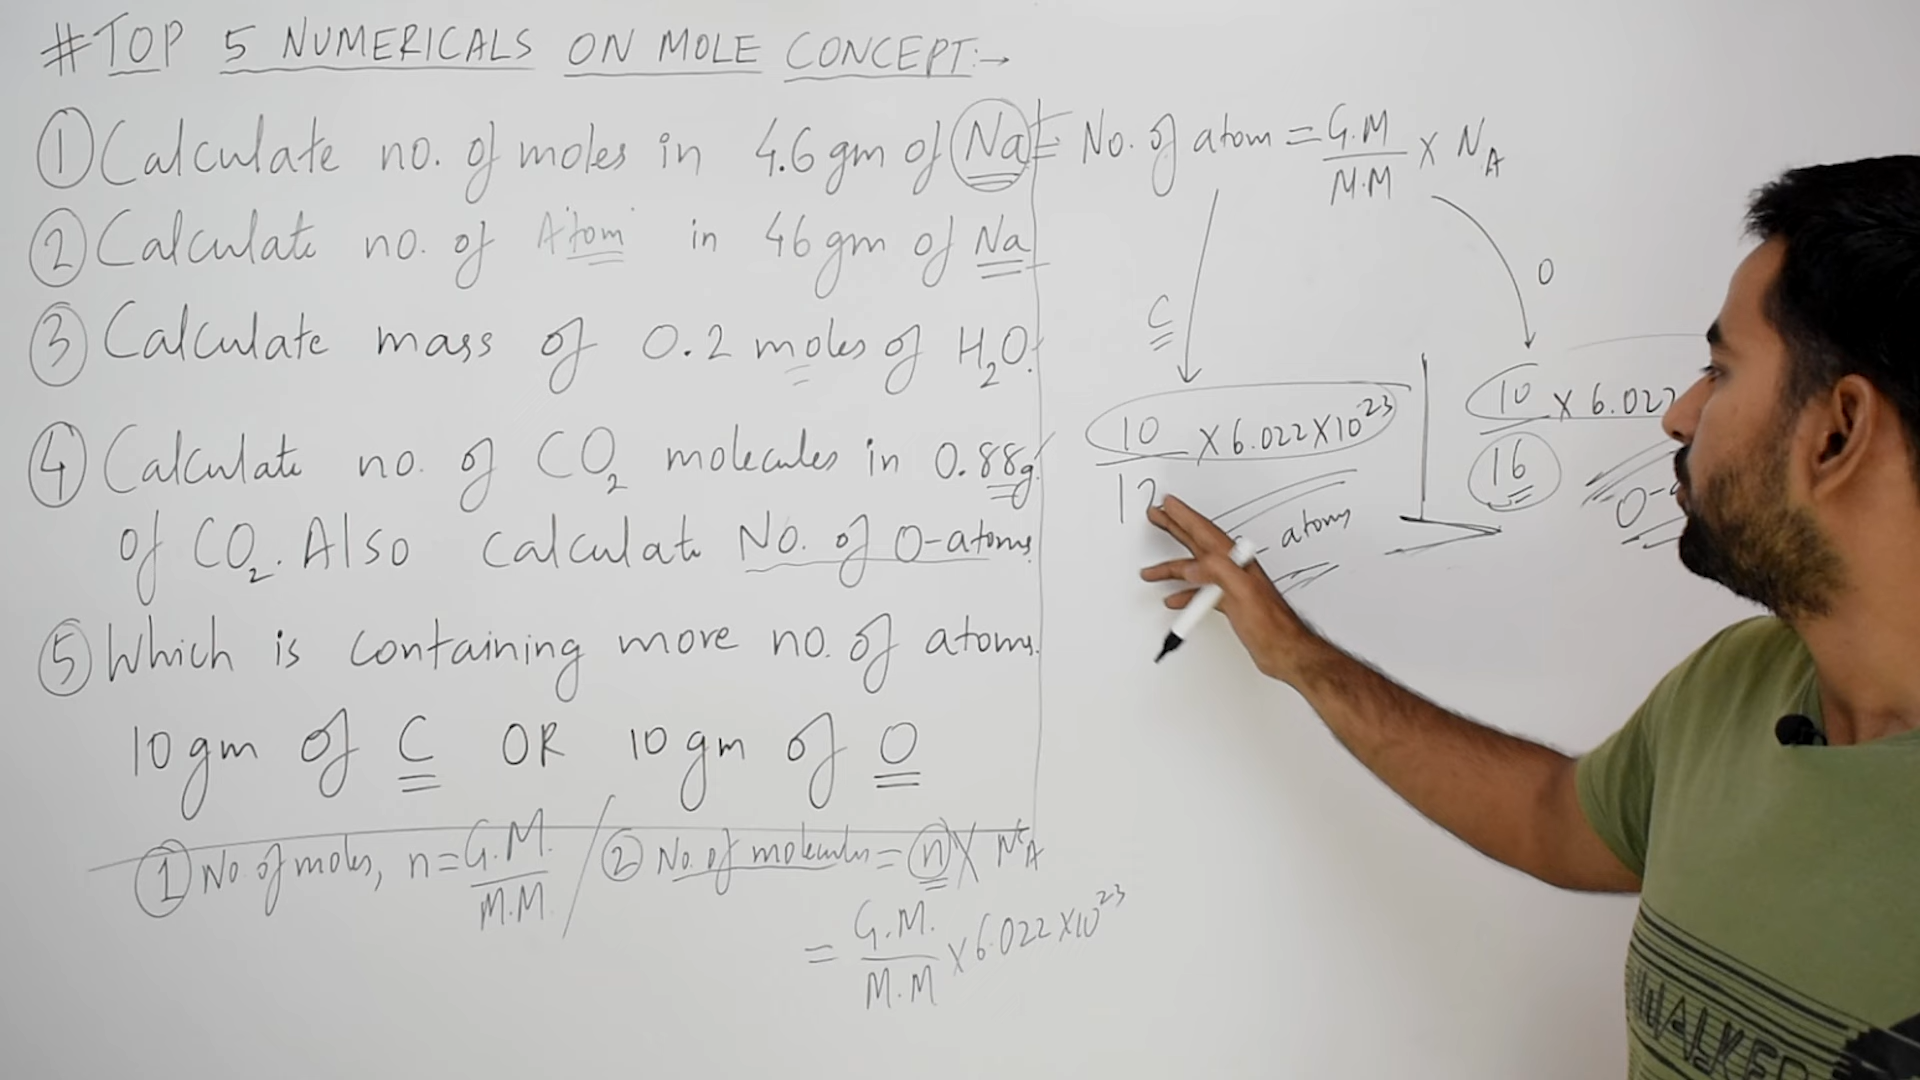 #TOP 5 NUMERICALS ON MOLE CONCEPT:→
① Calculate no. of moles in 4.6 gm of Na
② Calculate no. of Atom in 46 gm of Na
③ Calculate mass of 0.2 moles of H₂O.
④ Calculate no. of CO₂ molecules in 0.88g
of CO₂. Also calculate No. of O-atoms.
⑤ Which is containing more no. of atoms.
10 gm of C OR 10 gm of O
① No. of moles, n = G.M. / M.M.
② No. of molecules = n × NA
= G.M. / M.M × 6.022 × 10²³
No. of atom = G.M / M.M × NA
C
10 / 12 × 6.022 × 10²³
atoms
O
10 / 16 × 6.022
O-a
WALKER